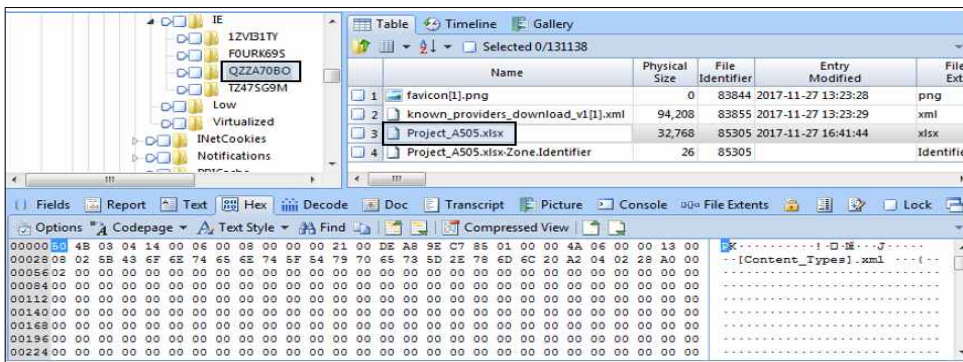 IE
1ZVI31TY
F0URK69S
QZZA70BO
TZ47SG9M
Low
Virtualized
INetCookies
Notifications
Table Timeline Gallery
Selected 0/131138
Name Physical Size File Identifier Entry Modified File Ext
1 favicon[1].png 0 83844 2017-11-27 13:23:28 png
2 known_providers_download_v1[1].xml 94,208 83855 2017-11-27 13:23:29 xml
3 Project_A505.xlsx 32,768 85305 2017-11-27 16:41:44 xlsx
4 Project_A505.xlsx-Zone.Identifier 26 85305 Identifie
Fields Report Text Hex Decode Doc Transcript Picture Console File Extents Lock
Options Codepage Text Style Find Compressed View
00000 50 4B 03 04 14 00 06 00 08 00 00 00 21 00 DE A8 9E C7 85 01 00 00 4A 06 00 00 13 00 PK
00028 08 02 5B 43 6F 6E 74 65 6E 74 5F 54 79 70 65 73 5D 2E 78 6D 6C 20 A2 04 02 28 A0 00 [Content_Types].xml
00056 02 00 00 00 00 00 00 00 00 00 00 00 00 00 00 00 00 00 00 00 00 00 00 00 00 00 00 00
00084 00 00 00 00 00 00 00 00 00 00 00 00 00 00 00 00 00 00 00 00 00 00 00 00 00 00 00 00
00112 00 00 00 00 00 00 00 00 00 00 00 00 00 00 00 00 00 00 00 00 00 00 00 00 00 00 00 00
00140 00 00 00 00 00 00 00 00 00 00 00 00 00 00 00 00 00 00 00 00 00 00 00 00 00 00 00 00
00168 00 00 00 00 00 00 00 00 00 00 00 00 00 00 00 00 00 00 00 00 00 00 00 00 00 00 00 00
00196 00 00 00 00 00 00 00 00 00 00 00 00 00 00 00 00 00 00 00 00 00 00 00 00 00 00 00 00
00224 00 00 00 00 00 00 00 00 00 00 00 00 00 00 00 00 00 00 00 00 00 00 00 00 00 00 00 00